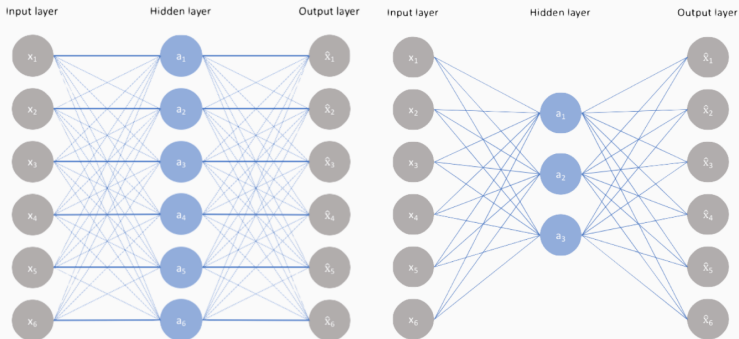 Input layer Hidden layer Output layer
x₁ a₁ x̂₁
x₂ a₂ x̂₂
x₃ a₃ x̂₃
x₄ a₄ x̂₄
x₅ a₅ x̂₅
x₆ a₆ x̂₆
Input layer Hidden layer Output layer
x₁ x̂₁
a₁
x₂ x̂₂
x₃ a₂ x̂₃
x₄ a₃ x̂₄
x₅ x̂₅
x₆ x̂₆